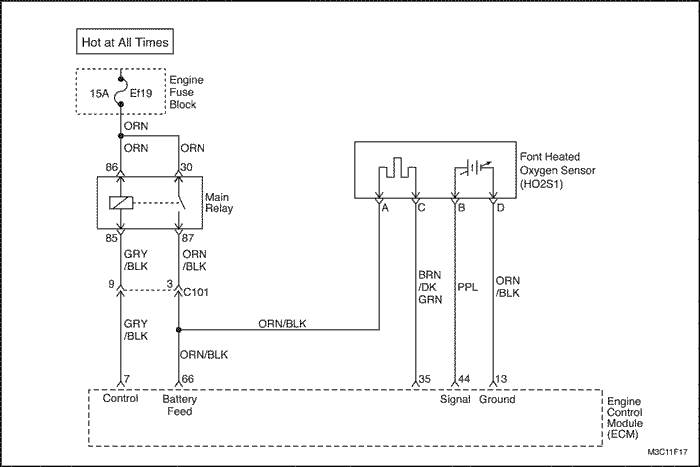 Hot at All Times
15A
Ef19
Engine
Fuse
Block
ORN
ORN
ORN
86
30
Main
Relay
85
87
GRY
/BLK
ORN
/BLK
9
3
C101
GRY
/BLK
ORN/BLK
ORN/BLK
7
66
Control
Battery
Feed
Font Heated
Oxygen Sensor
(HO2S1)
A
C
B
D
BRN
/DK
GRN
PPL
ORN
/BLK
35
44
13
Signal
Ground
Engine
Control
Module
(ECM)
M3C11F17